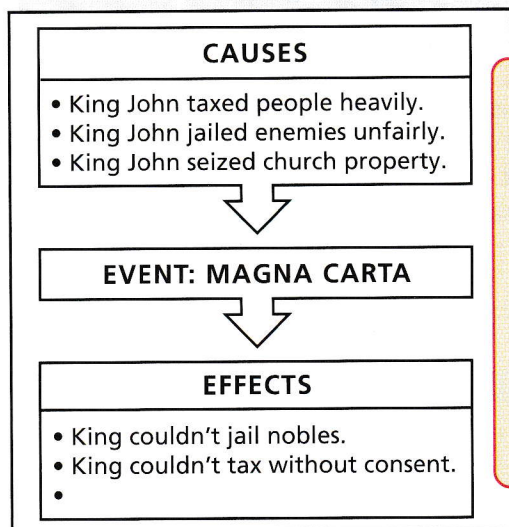 CAUSES
• King John taxed people heavily.
• King John jailed enemies unfairly.
• King John seized church property.
EVENT: MAGNA CARTA
EFFECTS
• King couldn't jail nobles.
• King couldn't tax without consent.
•